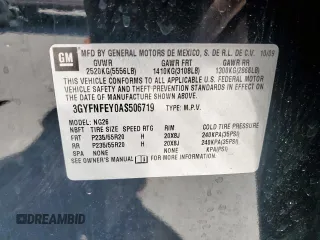 GM
MFD BY GENERAL MOTORS DE MEXICO, S. DE R.L. DE C.V. 10/09
GVWR GAWR FRT GAWR RR
2520KG(5556LB) 1410KG(3108LB) 1300KG(2866LB)
THIS VEHICLE CONFORMS TO ALL APPLICABLE U.S. FEDERAL
MOTOR VEHICLE SAFETY, BUMPER, AND THEFT PREVENTION
STANDARDS IN EFFECT ON THE DATE OF MANUFACTURE SHOWN ABOVE.
3GYFNFEY0AS506719 TYPE: M.P.V.
MODEL: NG26
NBFT TIRE SIZE SPEED RTG RIM COLD TIRE PRESSURE
FRT P235/55R20 H 20X8J 240KPA(35PSI)
RR P235/55R20 H 20X8J 240KPA(35PSI)
SPA NONE NONE KPA(PSI)
SEE OWNER'S MANUAL
DREAMBID